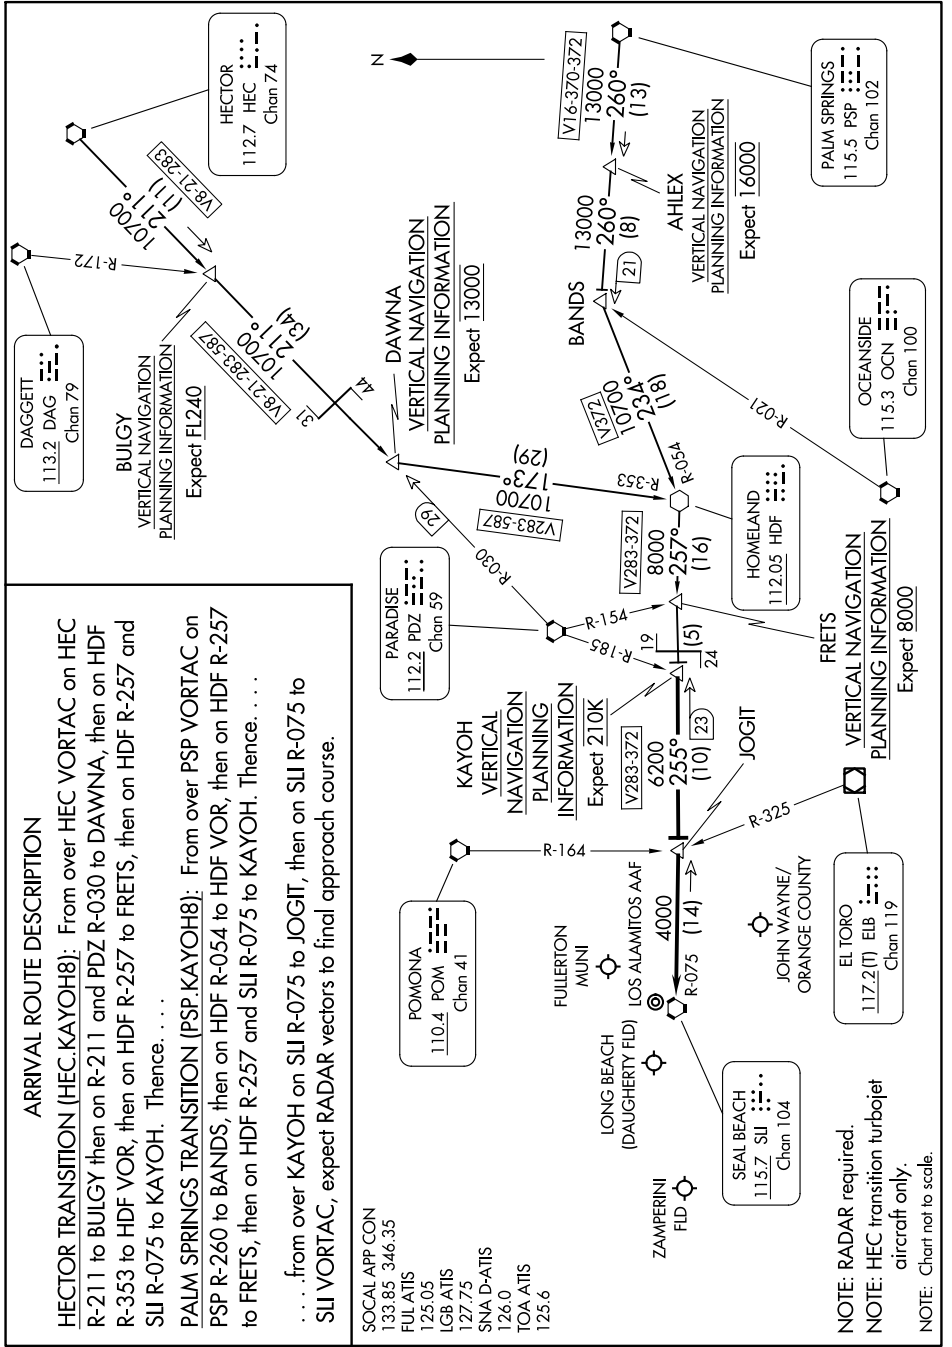 ARRIVAL ROUTE DESCRIPTION
HECTOR TRANSITION (HEC.KAYOH8): From over HEC VORTAC on HEC
R-211 to BULGY then on R-211 and PDZ R-030 to DAWNA, then on HDF
R-353 to HDF VOR, then on HDF R-257 to FRETS, then on HDF R-257 and
SLI R-075 to KAYOH. Thence. . . .
PALM SPRINGS TRANSITION (PSP.KAYOH8): From over PSP VORTAC on
PSP R-260 to BANDS, then on HDF R-054 to HDF VOR, then on HDF R-257
to FRETS, then on HDF R-257 and SLI R-075 to KAYOH. Thence. . . .
. . . .from over KAYOH on SLI R-075 to JOGIT, then on SLI R-075 to
SLI VORTAC, expect RADAR vectors to final approach course.
SOCAL APP CON
133.85 346.35
FUL ATIS
125.05
LGB ATIS
127.75
SNA D-ATIS
126.0
TOA ATIS
125.6
DAGGETT
113.2 DAG
Chan 79
HECTOR
112.7 HEC
Chan 74
R-172
V8-21-283
10700
211°
(11)
BULGY
VERTICAL NAVIGATION
PLANNING INFORMATION
Expect FL240
V8-21-283-587
10700
211°
(34)
31
44
DAWNA
VERTICAL NAVIGATION
PLANNING INFORMATION
Expect 13000
N
PARADISE
112.2 PDZ
Chan 59
R-030
29
V283-587
10700
173°
(29)
R-353
V16-370-372
13000
260°
(13)
AHLEX
VERTICAL NAVIGATION
PLANNING INFORMATION
Expect 16000
PALM SPRINGS
115.5 PSP
Chan 102
13000
260°
(8)
21
BANDS
V372
10700
234°
(18)
R-054
R-021
OCEANSIDE
115.3 OCN
Chan 100
HOMELAND
112.05 HDF
V283-372
8000
257°
(16)
R-154
R-185
FRETS
VERTICAL NAVIGATION
PLANNING INFORMATION
Expect 8000
19
24
(5)
KAYOH
VERTICAL
NAVIGATION
PLANNING
INFORMATION
Expect 210K
V283-372
6200
255°
(10)
23
JOGIT
POMONA
110.4 POM
Chan 41
R-164
R-325
EL TORO
117.2(T) ELB
Chan 119
4000
(14)
R-075
FULLERTON
MUNI
LOS ALAMITOS AAF
JOHN WAYNE/
ORANGE COUNTY
LONG BEACH
(DAUGHERTY FLD)
SEAL BEACH
115.7 SLI
Chan 104
ZAMPERINI
FLD
NOTE: RADAR required.
NOTE: HEC transition turbojet
aircraft only.
NOTE: Chart not to scale.